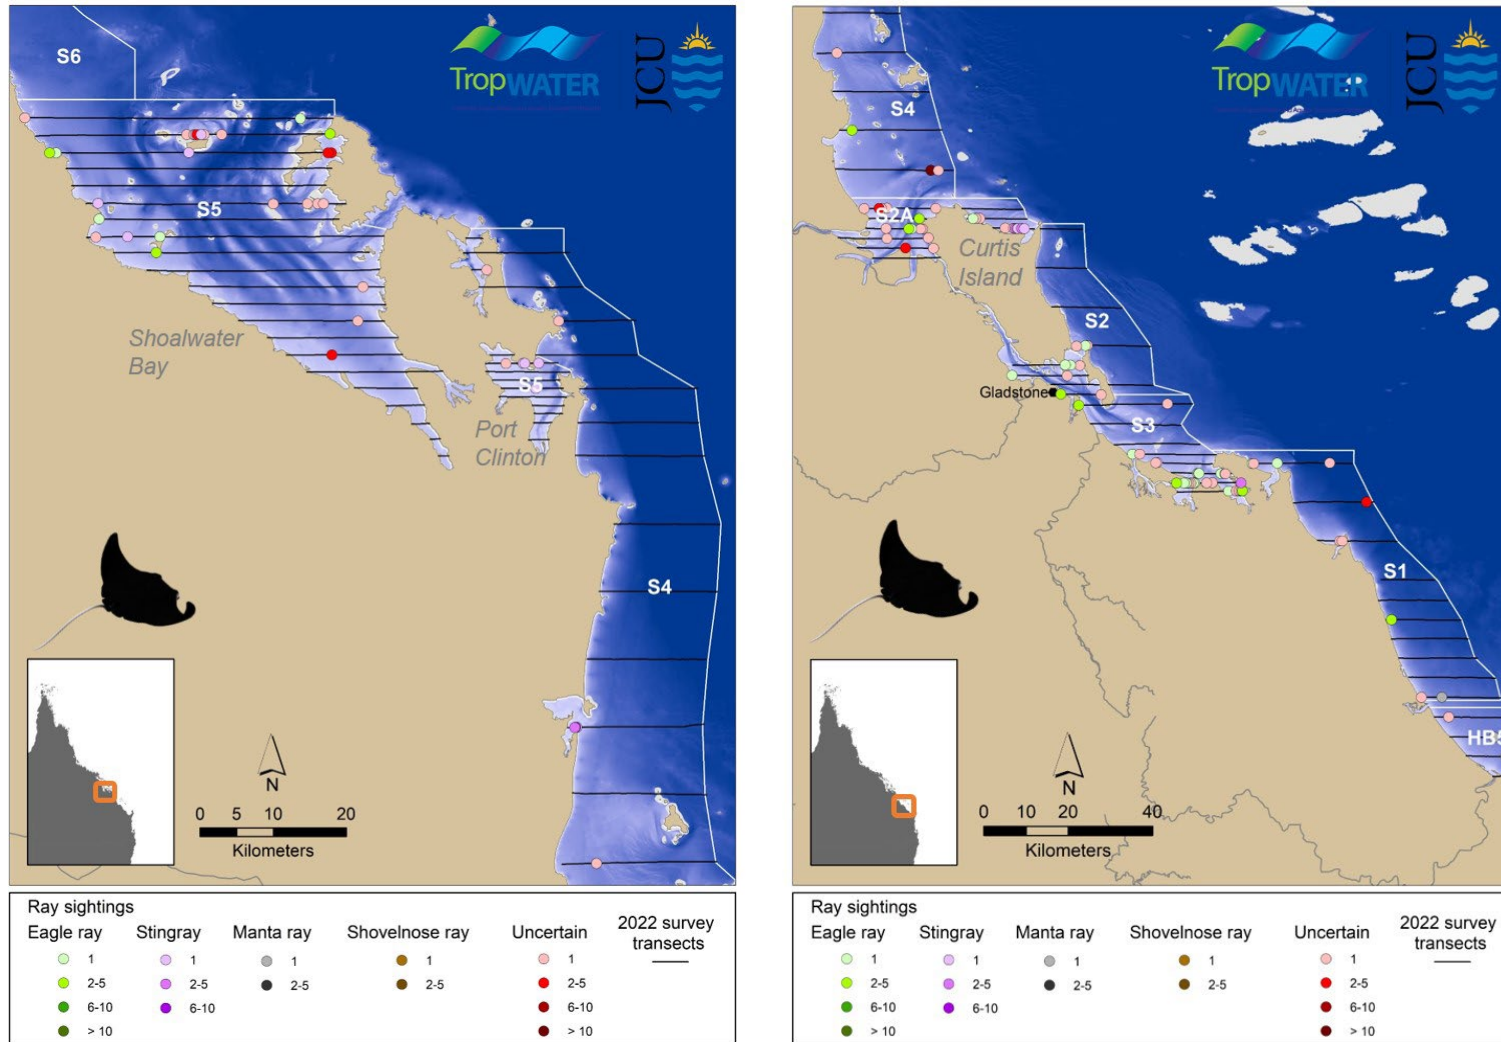 S6
TropWATER
JCU
S5
Shoalwater
Bay
S5
Port
Clinton
S4
N
0 5 10 20
Kilometers
Ray sightings
Eagle ray Stingray Manta ray Shovelnose ray Uncertain 2022 survey
transects
1 1 1 1 1
2-5 2-5 2-5 2-5 2-5
6-10 6-10 6-10
> 10 > 10
S4
TropWATER
JCU
S2A
Curtis
Island
S2
Gladstone
S3
S1
HB5
N
0 10 20 40
Kilometers
Ray sightings
Eagle ray Stingray Manta ray Shovelnose ray Uncertain 2022 survey
transects
1 1 1 1 1
2-5 2-5 2-5 2-5 2-5
6-10 6-10 6-10
> 10 > 10